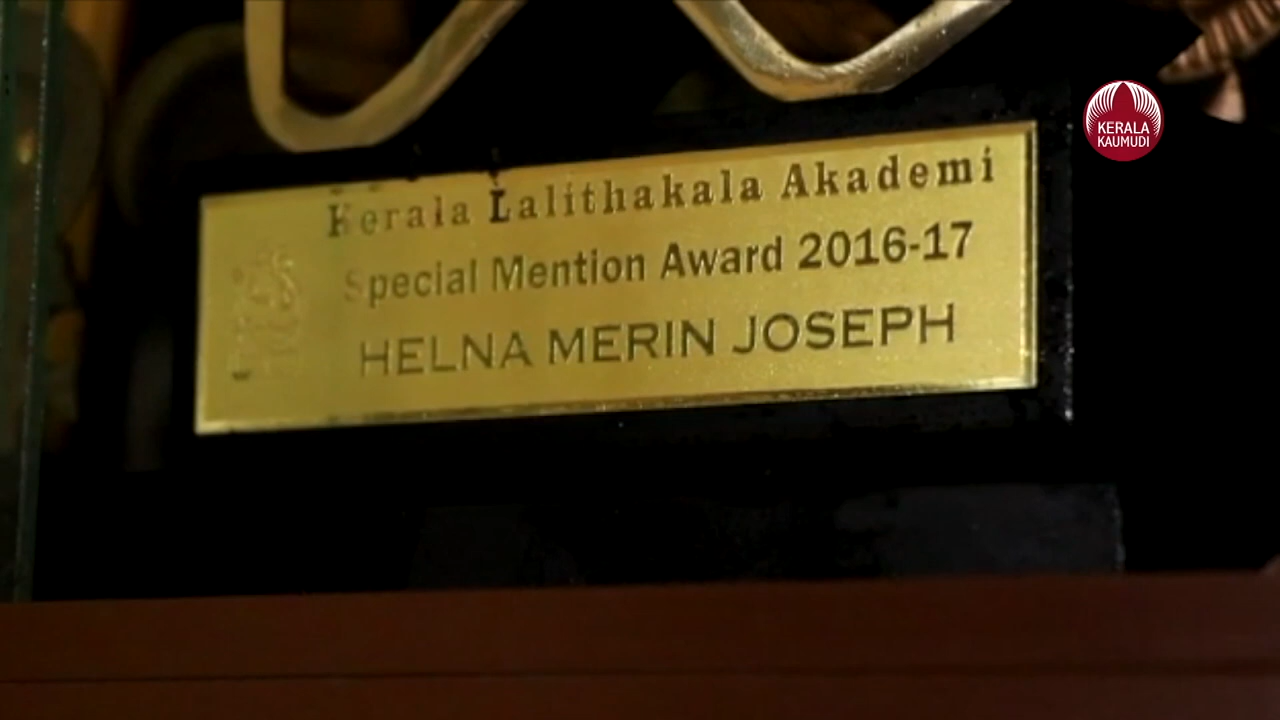 KERALA
KAUMUDI
Kerala Lalithakala Akademi
Special Mention Award 2016-17
HELNA MERIN JOSEPH